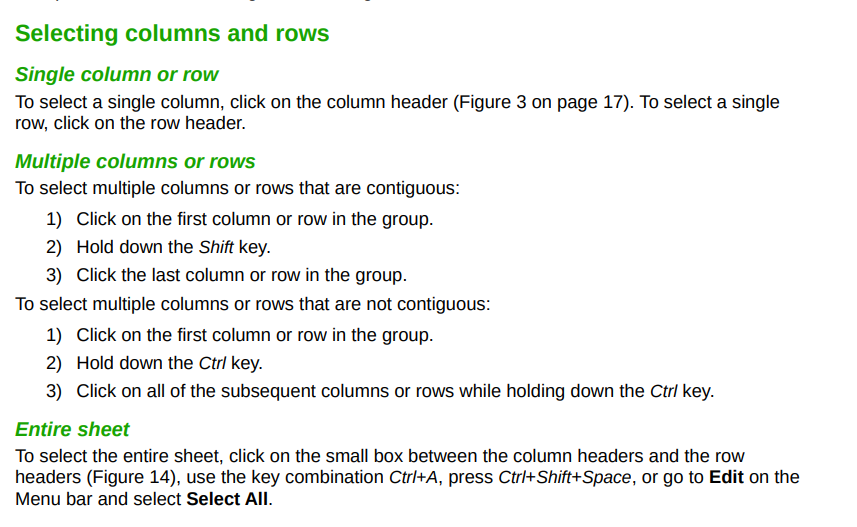 Selecting columns and rows
Single column or row
To select a single column, click on the column header (Figure 3 on page 17). To select a single
row, click on the row header.
Multiple columns or rows
To select multiple columns or rows that are contiguous:
1) Click on the first column or row in the group.
2) Hold down the Shift key.
3) Click the last column or row in the group.
To select multiple columns or rows that are not contiguous:
1) Click on the first column or row in the group.
2) Hold down the Ctrl key.
3) Click on all of the subsequent columns or rows while holding down the Ctrl key.
Entire sheet
To select the entire sheet, click on the small box between the column headers and the row
headers (Figure 14), use the key combination Ctrl+A, press Ctrl+Shift+Space, or go to Edit on the
Menu bar and select Select All.